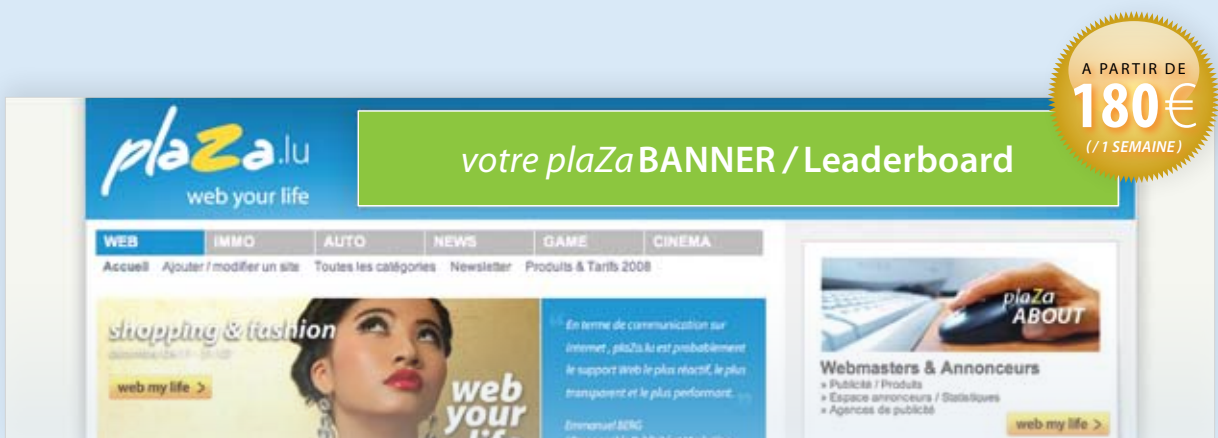 A PARTIR DE
180€
(/ 1 SEMAINE)
plaZa.lu
web your life
votre plaZa BANNER / Leaderboard
WEB IMMO AUTO NEWS GAME CINEMA
Accueil Ajouter / modifier un site Toutes les catégories Newsletter Produits & Tarifs 2008
shopping & fashion
web my life >
web
your
life
En terme de communication sur
internet, plaZa.lu est probablement
le support Web le plus réactif, le plus
transparent et le plus performant.
Emmanuel BERG
plaZa
ABOUT
Webmasters & Annonceurs
» Publicité / Produits
» Espace annonceurs / Statistiques
» Agences de publicité
web my life >